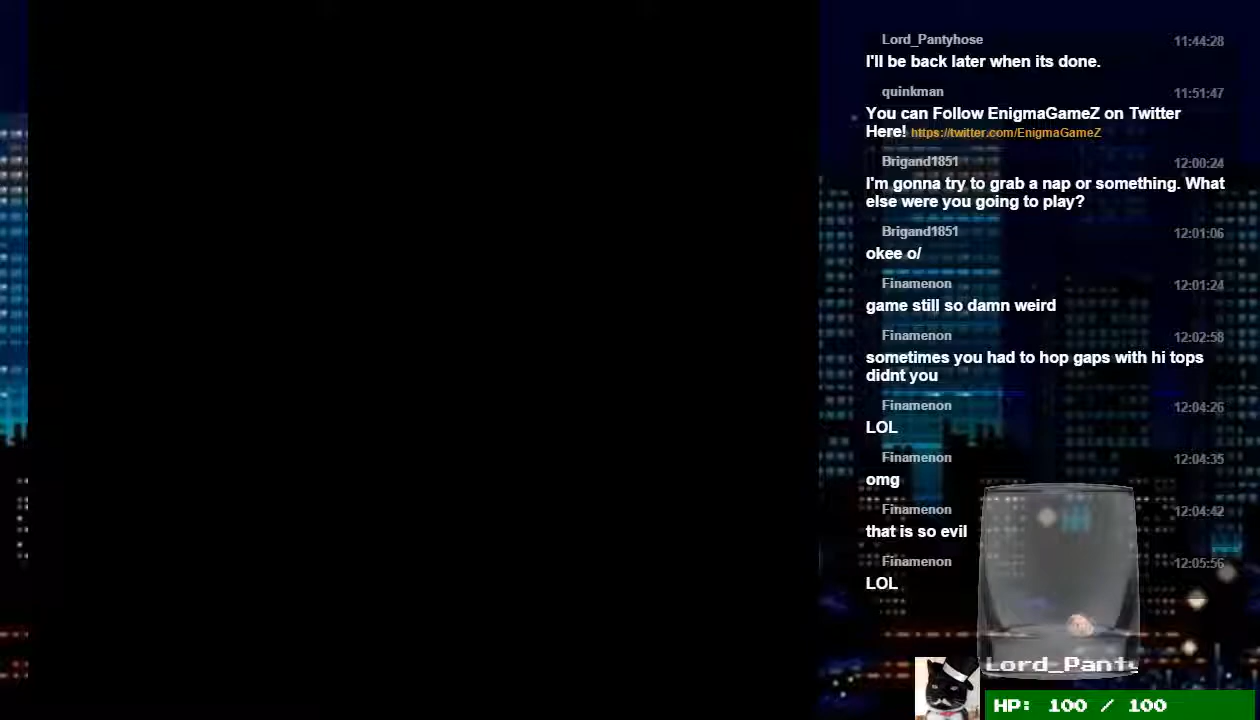 Lord_Pantyhose 11:44:28
I'll be back later when its done.
quinkman 11:51:47
You can Follow EnigmaGameZ on Twitter
Here! https://twitter.com/EnigmaGameZ
Brigand1851 12:00:24
I'm gonna try to grab a nap or something. What
else were you going to play?
Brigand1851 12:01:06
okee o/
Finamenon 12:01:24
game still so damn weird
Finamenon 12:02:58
sometimes you had to hop gaps with hi tops
didnt you
Finamenon 12:04:26
LOL
Finamenon 12:04:35
omg
Finamenon 12:04:42
that is so evil
Finamenon 12:05:56
LOL
Lord_Panty
HP: 100 / 100